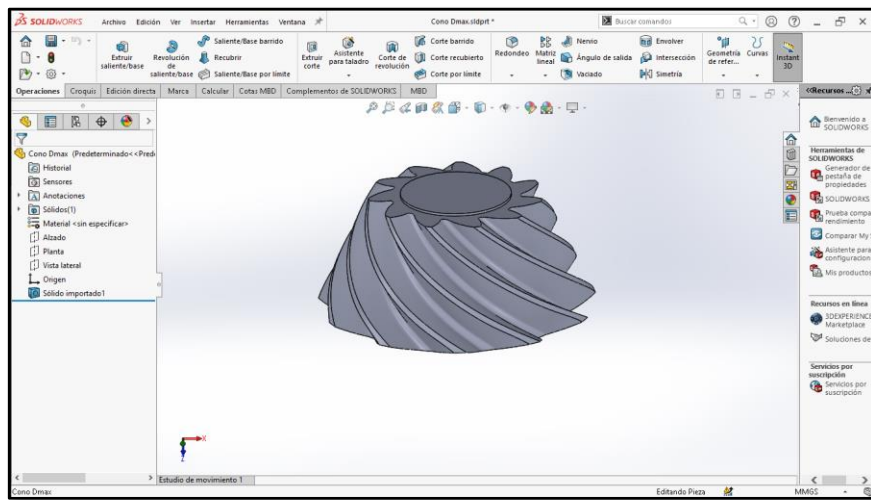 SOLIDWORKS
Archivo Edición Ver Insertar Herramientas Ventana
Cono Dmax.sldprt *
Buscar comandos
Extruir saliente/base
Revolución de saliente/base
Saliente/Base barrido
Recubrir
Saliente/Base por límite
Extruir corte
Asistente para taladro
Corte de revolución
Corte barrido
Corte recubierto
Corte por límite
Redondeo
Matriz lineal
Nervio
Ángulo de salida
Vaciado
Envolver
Intersección
Simetría
Geometría de refer...
Curvas
Instant 3D
Operaciones Croquis Edición directa Marca Calcular Cotas MBD Complementos de SOLIDWORKS MBD
Cono Dmax (Predeterminado<<Pred
Historial
Sensores
Anotaciones
Sólidos(1)
Material <sin especificar>
Alzado
Planta
Vista lateral
Origen
Sólido importado1
X
Z
«Recursos ...
Bienvenido a
SOLIDWORKS
Herramientas de
SOLIDWORKS
Generador de
pestaña de
propiedades
SOLIDWORKS
Prueba compa
rendimiento
Comparar My
Asistente para
configuracion
Mis productos
Recursos en línea
3DEXPERIENCE
Marketplace
Soluciones de
Servicios por
suscripción
Servicios por
suscripción
Estudio de movimiento 1
Cono Dmax
Editando Pieza
MMGS